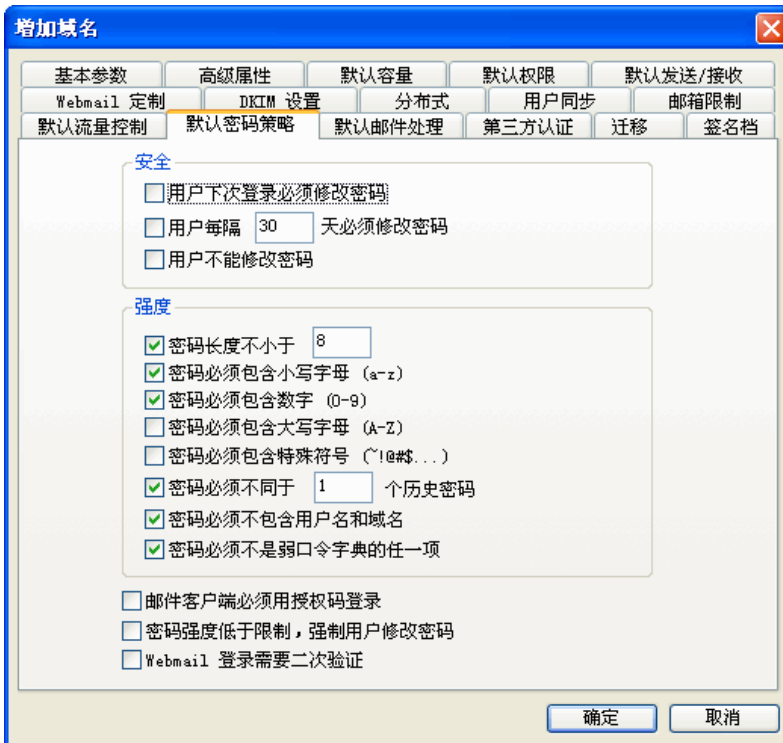 增加域名
基本参数 高级属性 默认容量 默认权限 默认发送/接收
Webmail 定制 DKIM 设置 分布式 用户同步 邮箱限制
默认流量控制 默认密码策略 默认邮件处理 第三方认证 迁移 签名档
安全
用户下次登录必须修改密码
用户每隔 30 天必须修改密码
用户不能修改密码
强度
密码长度不小于 8
密码必须包含小写字母 (a-z)
密码必须包含数字 (0-9)
密码必须包含大写字母 (A-Z)
密码必须包含特殊符号 (~!@#$...)
密码必须不同于 1 个历史密码
密码必须不包含用户名和域名
密码必须不是弱口令字典的任一项
邮件客户端必须用授权码登录
密码强度低于限制，强制用户修改密码
Webmail 登录需要二次验证
确定 取消